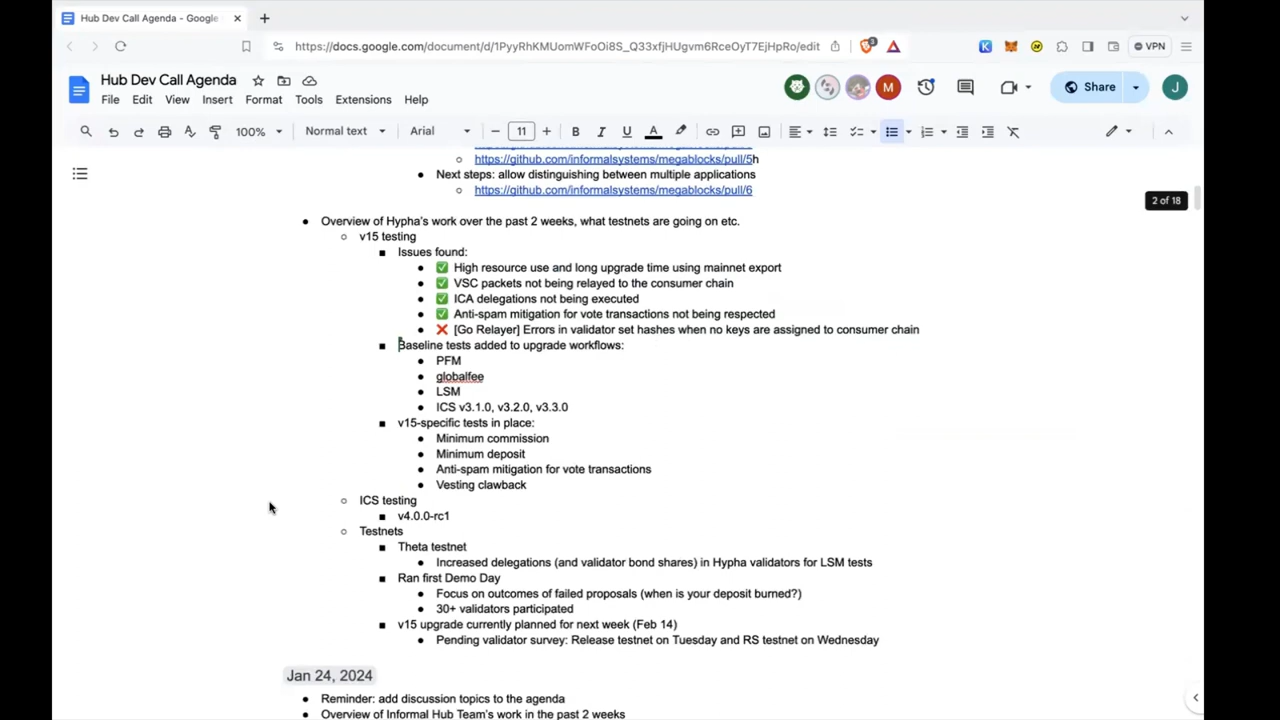 Hub Dev Call Agenda - Google
https://docs.google.com/document/d/1PyyRhKMUomWFoOi8S_Q33xfjHUgvm6RceOyT7EjHpRo/edit
3
K
VPN
Hub Dev Call Agenda
M
Share
J
File Edit View Insert Format Tools Extensions Help
100% Normal text Arial 11 B I U A
https://github.com/informalsystems/megablocks/pull/5h
Next steps: allow distinguishing between multiple applications
https://github.com/informalsystems/megablocks/pull/6
2 of 18
Overview of Hypha's work over the past 2 weeks, what testnets are going on etc.
v15 testing
Issues found:
✅ High resource use and long upgrade time using mainnet export
✅ VSC packets not being relayed to the consumer chain
✅ ICA delegations not being executed
✅ Anti-spam mitigation for vote transactions not being respected
❌ [Go Relayer] Errors in validator set hashes when no keys are assigned to consumer chain
Baseline tests added to upgrade workflows:
PFM
globalfee
LSM
ICS v3.1.0, v3.2.0, v3.3.0
v15-specific tests in place:
Minimum commission
Minimum deposit
Anti-spam mitigation for vote transactions
Vesting clawback
ICS testing
v4.0.0-rc1
Testnets
Theta testnet
Increased delegations (and validator bond shares) in Hypha validators for LSM tests
Ran first Demo Day
Focus on outcomes of failed proposals (when is your deposit burned?)
30+ validators participated
v15 upgrade currently planned for next week (Feb 14)
Pending validator survey: Release testnet on Tuesday and RS testnet on Wednesday
Jan 24, 2024
Reminder: add discussion topics to the agenda
Overview of Informal Hub Team's work in the past 2 weeks